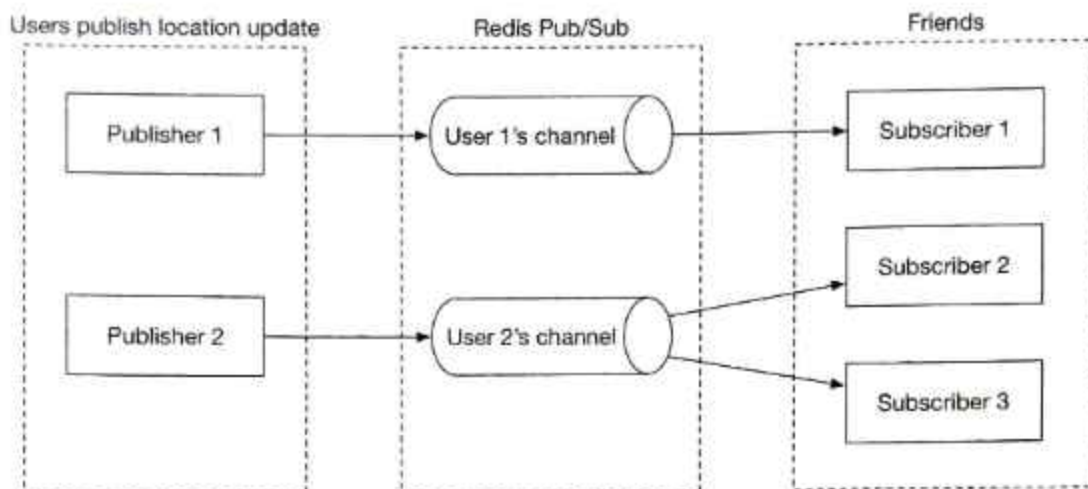 Users publish location update
Redis Pub/Sub
Friends
Publisher 1
User 1's channel
Subscriber 1
Subscriber 2
Publisher 2
User 2's channel
Subscriber 3